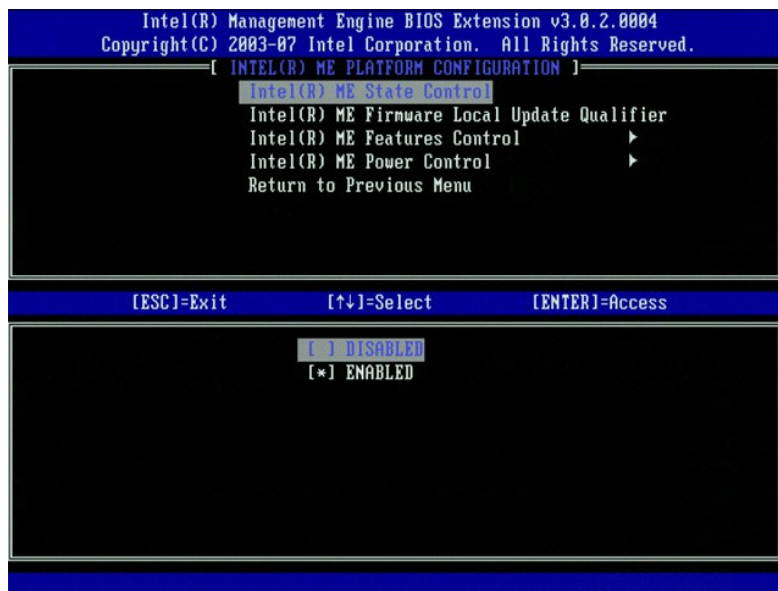 Intel(R) Management Engine BIOS Extension v3.0.2.0004
Copyright(C) 2003-07 Intel Corporation. All Rights Reserved.
[ INTEL(R) ME PLATFORM CONFIGURATION ]
Intel(R) ME State Control
Intel(R) ME Firmware Local Update Qualifier
Intel(R) ME Features Control ►
Intel(R) ME Power Control ►
Return to Previous Menu
[ESC]=Exit [↑↓]=Select [ENTER]=Access
[ ] DISABLED
[*] ENABLED